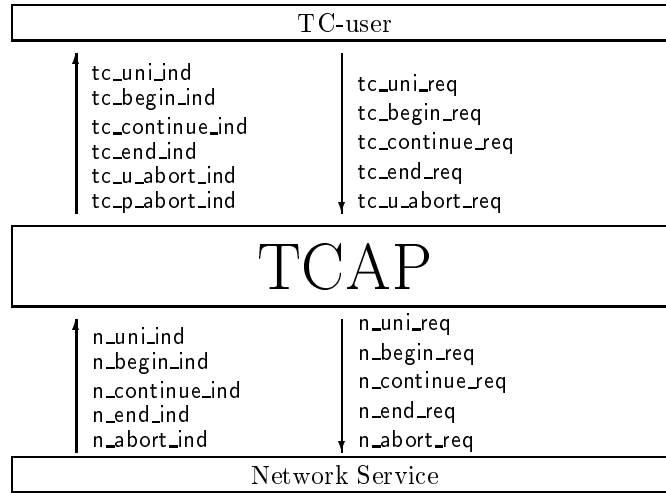 TC-user
tc_uni_ind
tc_begin_ind
tc_continue_ind
tc_end_ind
tc_u_abort_ind
tc_p_abort_ind
tc_uni_req
tc_begin_req
tc_continue_req
tc_end_req
tc_u_abort_req
TCAP
n_uni_ind
n_begin_ind
n_continue_ind
n_end_ind
n_abort_ind
n_uni_req
n_begin_req
n_continue_req
n_end_req
n_abort_req
Network Service